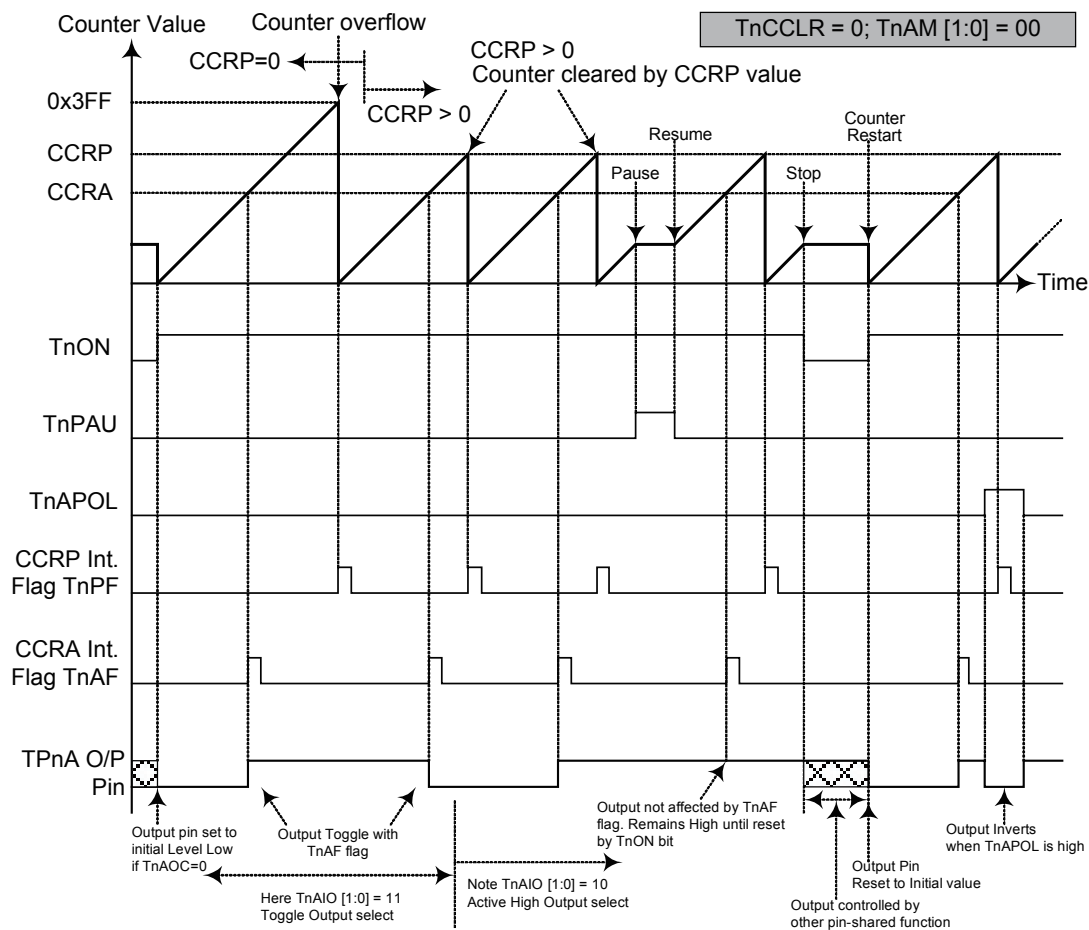 Counter Value
Counter overflow
TnCCLR = 0; TnAM [1:0] = 00
CCRP=0
CCRP > 0
CCRP > 0
Counter cleared by CCRP value
0x3FF
CCRP
CCRA
Pause
Resume
Stop
Counter
Restart
Time
TnON
TnPAU
TnAPOL
CCRP Int.
Flag TnPF
CCRA Int.
Flag TnAF
TPnA O/P
Pin
Output pin set to
initial Level Low
if TnAOC=0
Output Toggle with
TnAF flag
Here TnAIO [1:0] = 11
Toggle Output select
Note TnAIO [1:0] = 10
Active High Output select
Output not affected by TnAF
flag. Remains High until reset
by TnON bit
Output controlled by
other pin-shared function
Output Pin
Reset to Initial value
Output Inverts
when TnAPOL is high